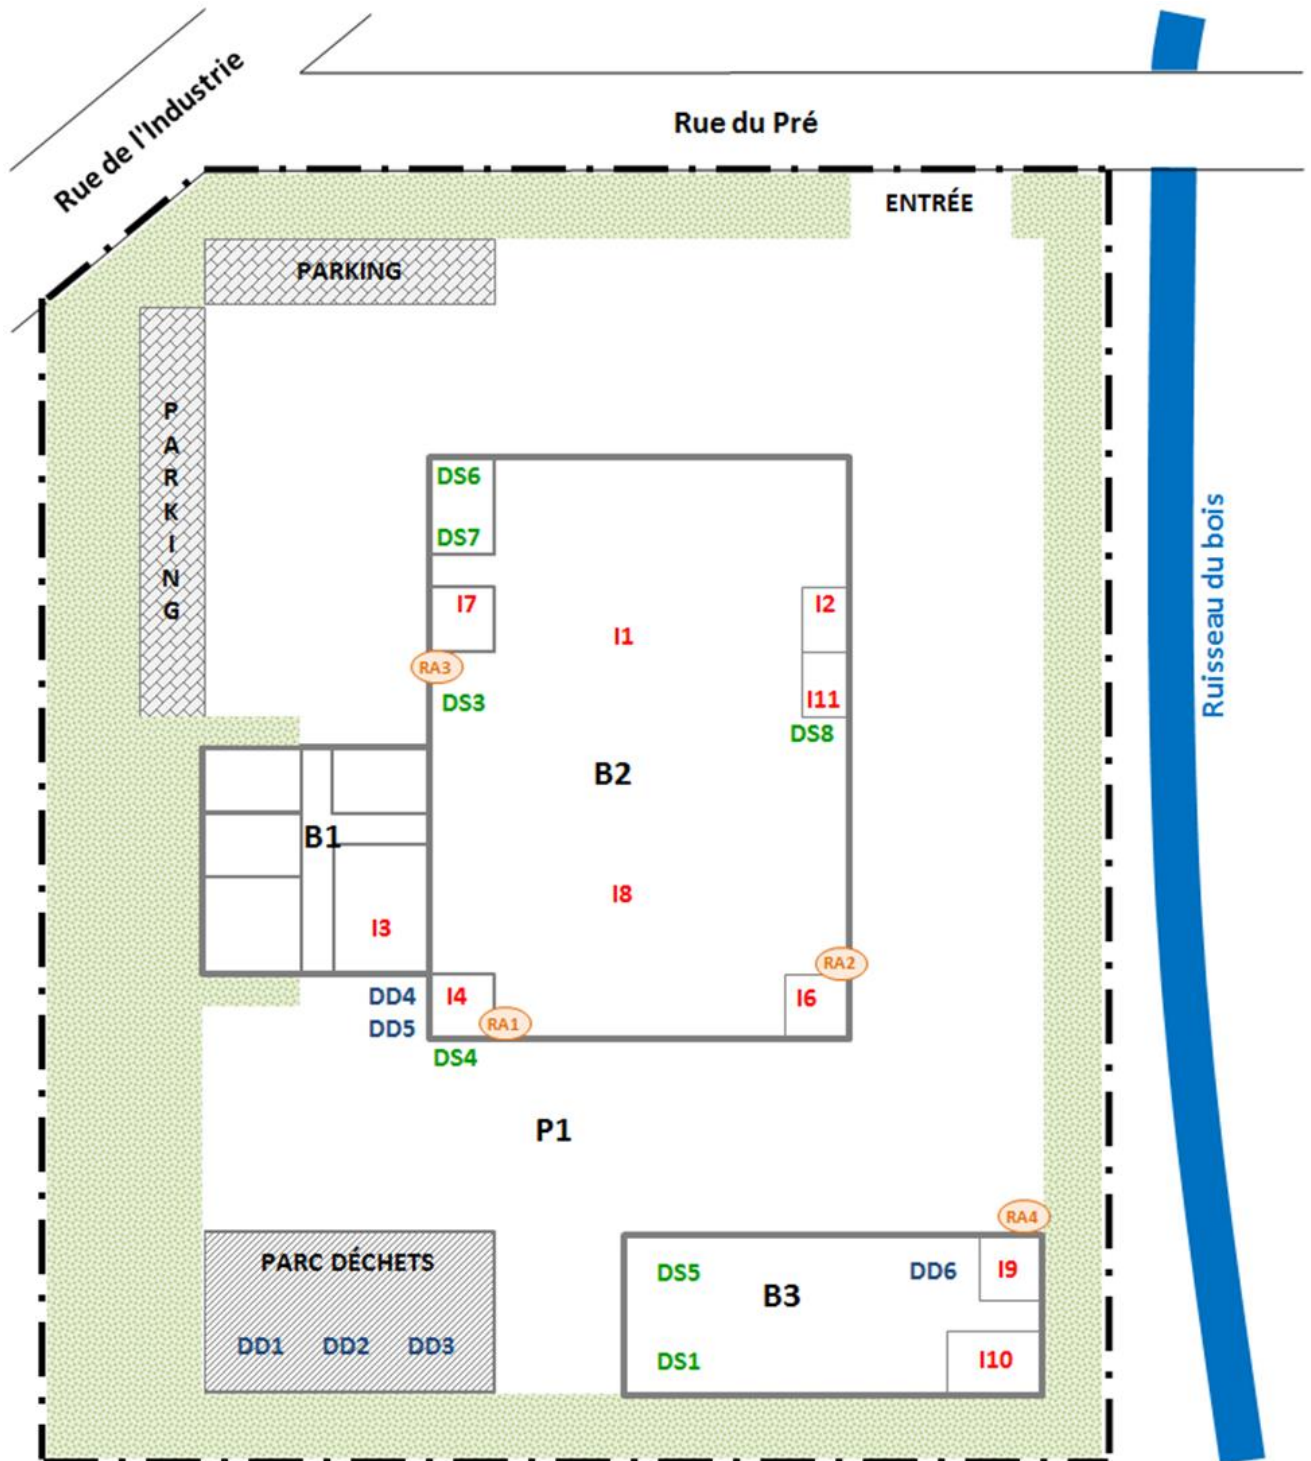 Rue de l'Industrie
Rue du Pré
ENTRÉE
PARKING
PARKING
DS6
DS7
I7
I1
I2
RA3
DS3
I11
DS8
Ruisseau du bois
B2
B1
I8
I3
RA2
DD4
I4
I6
DD5
RA1
DS4
P1
RA4
PARC DÉCHETS
DS5
B3
DD6
I9
DD1 DD2 DD3
DS1
I10